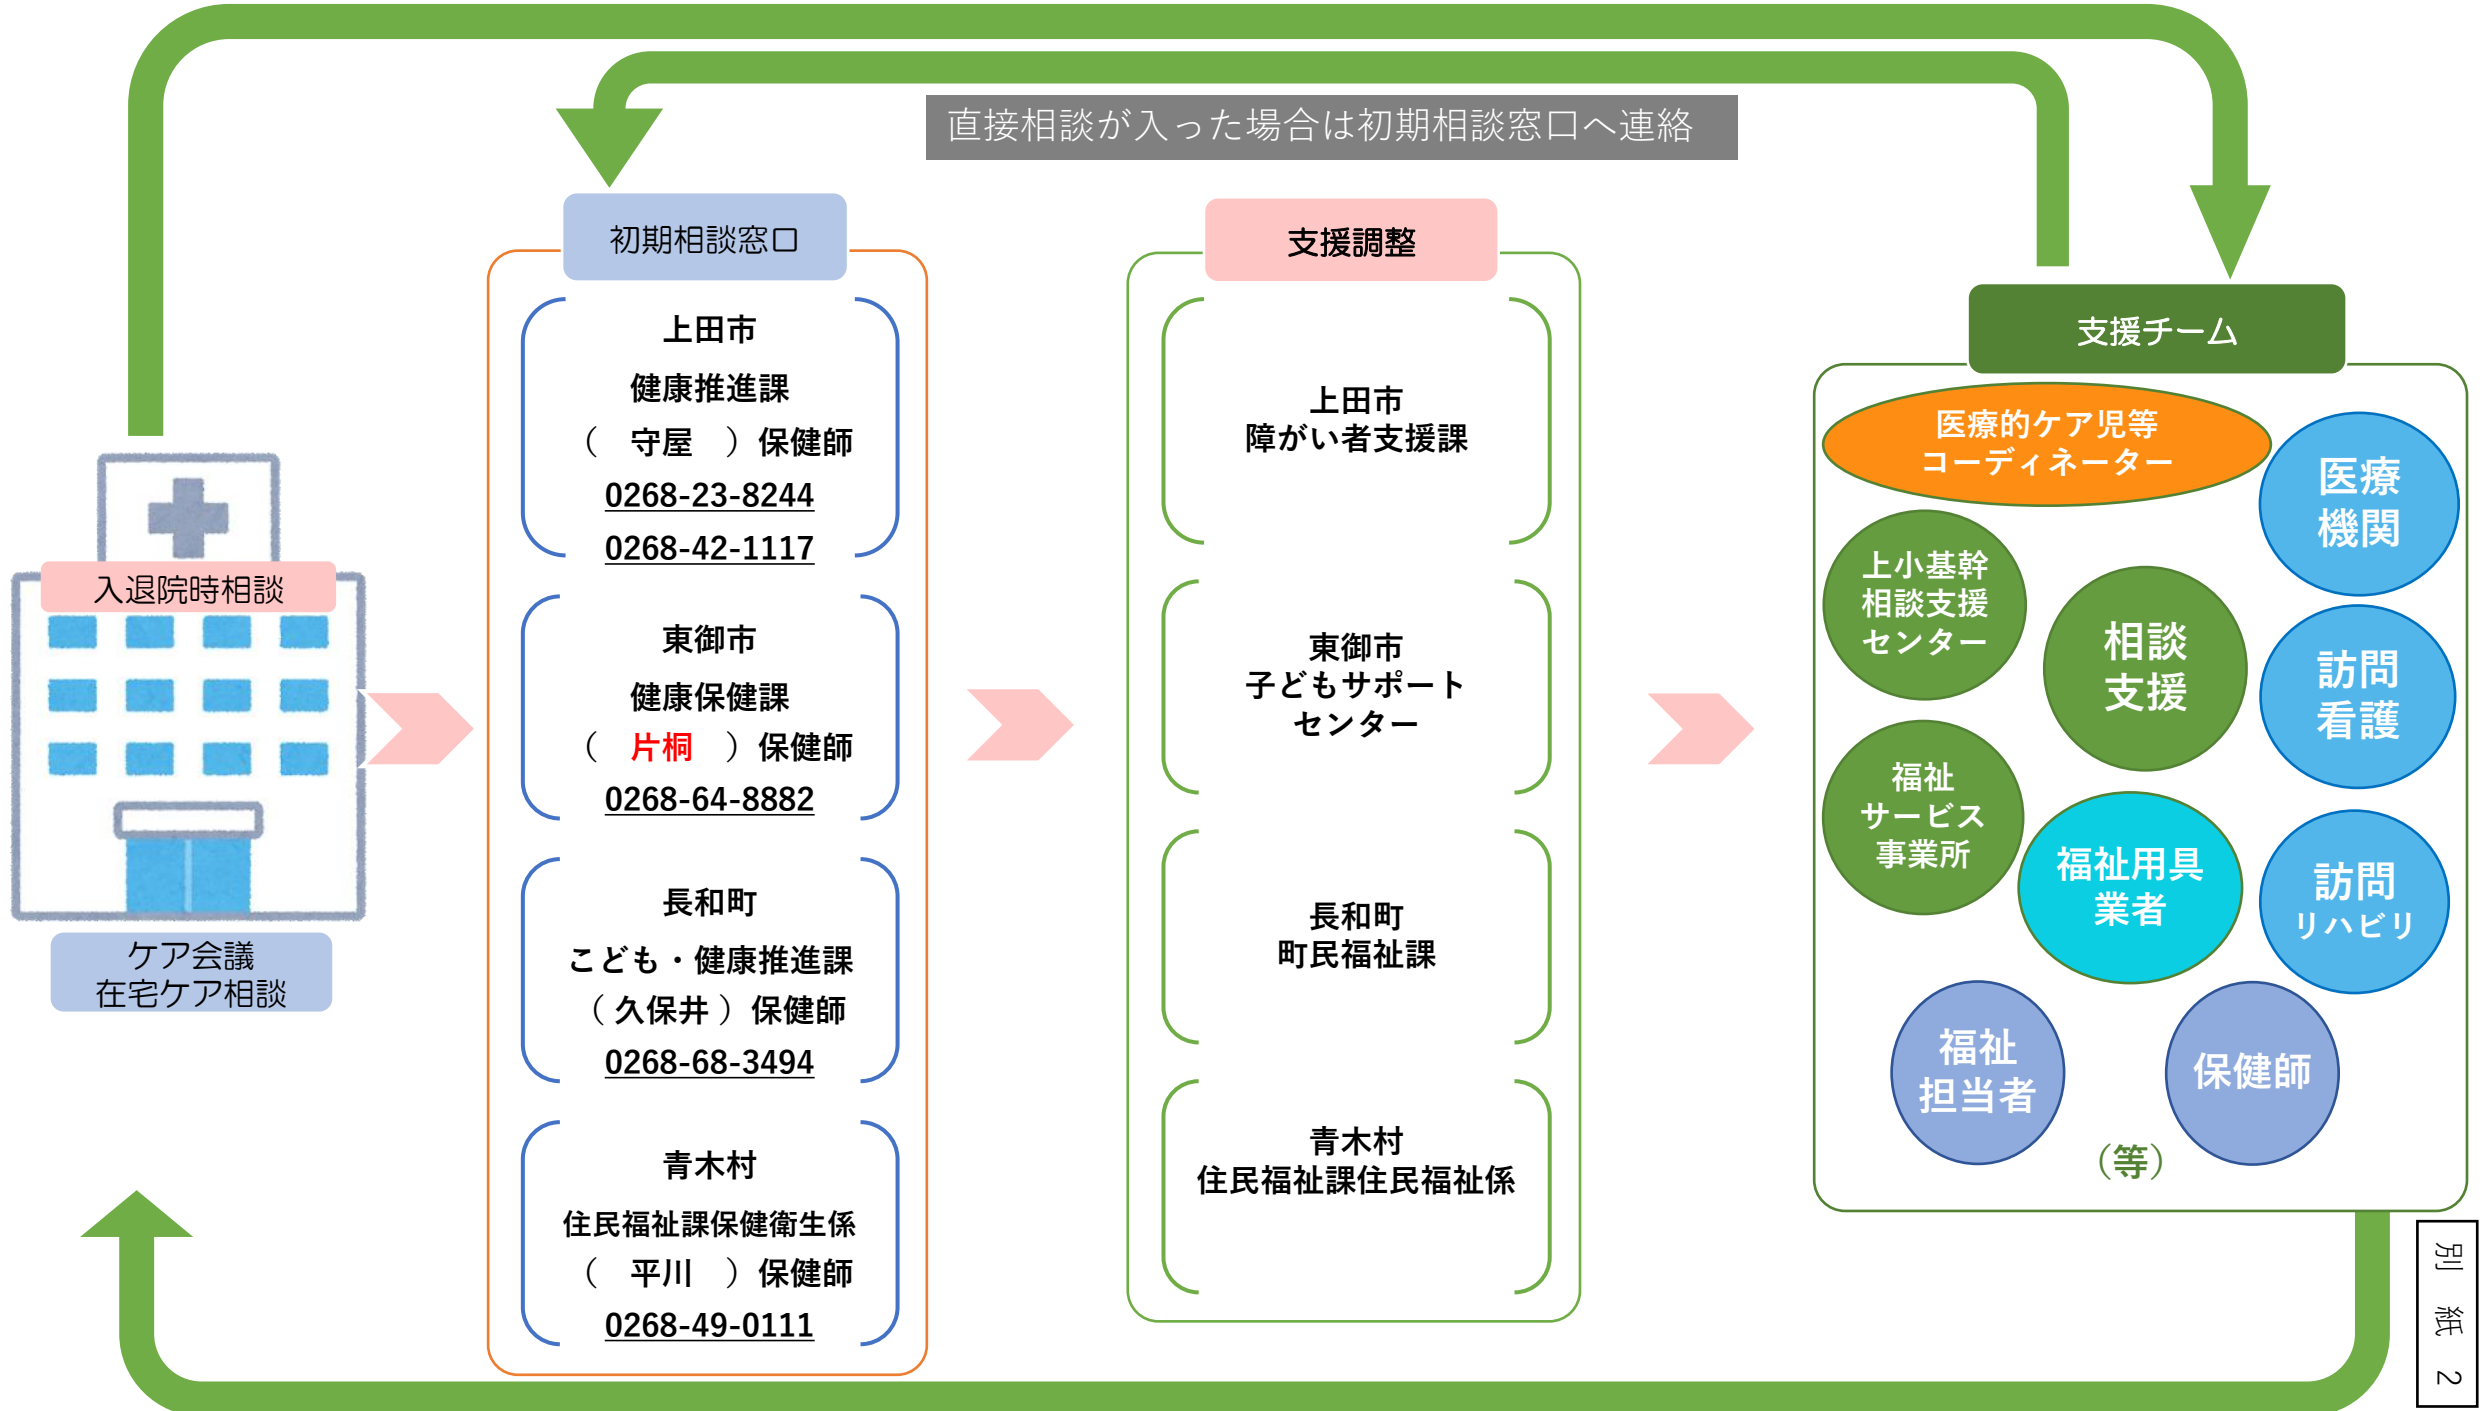 直接相談が入った場合は初期相談窓口へ連絡
入退院時相談
ケア会議
在宅ケア相談
初期相談窓口
上田市
健康推進課
（　守屋　）保健師
0268-23-8244
0268-42-1117
東御市
健康保健課
（　片桐　）保健師
0268-64-8882
長和町
こども・健康推進課
（ 久保井 ）保健師
0268-68-3494
青木村
住民福祉課保健衛生係
（　平川　）保健師
0268-49-0111
支援調整
上田市
障がい者支援課
東御市
子どもサポート
センター
長和町
町民福祉課
青木村
住民福祉課住民福祉係
支援チーム
医療的ケア児等
コーディネーター
医療
機関
上小基幹
相談支援
センター
相談
支援
訪問
看護
福祉
サービス
事業所
福祉用具
業者
訪問
リハビリ
福祉
担当者
保健師
（等）
別　紙　2